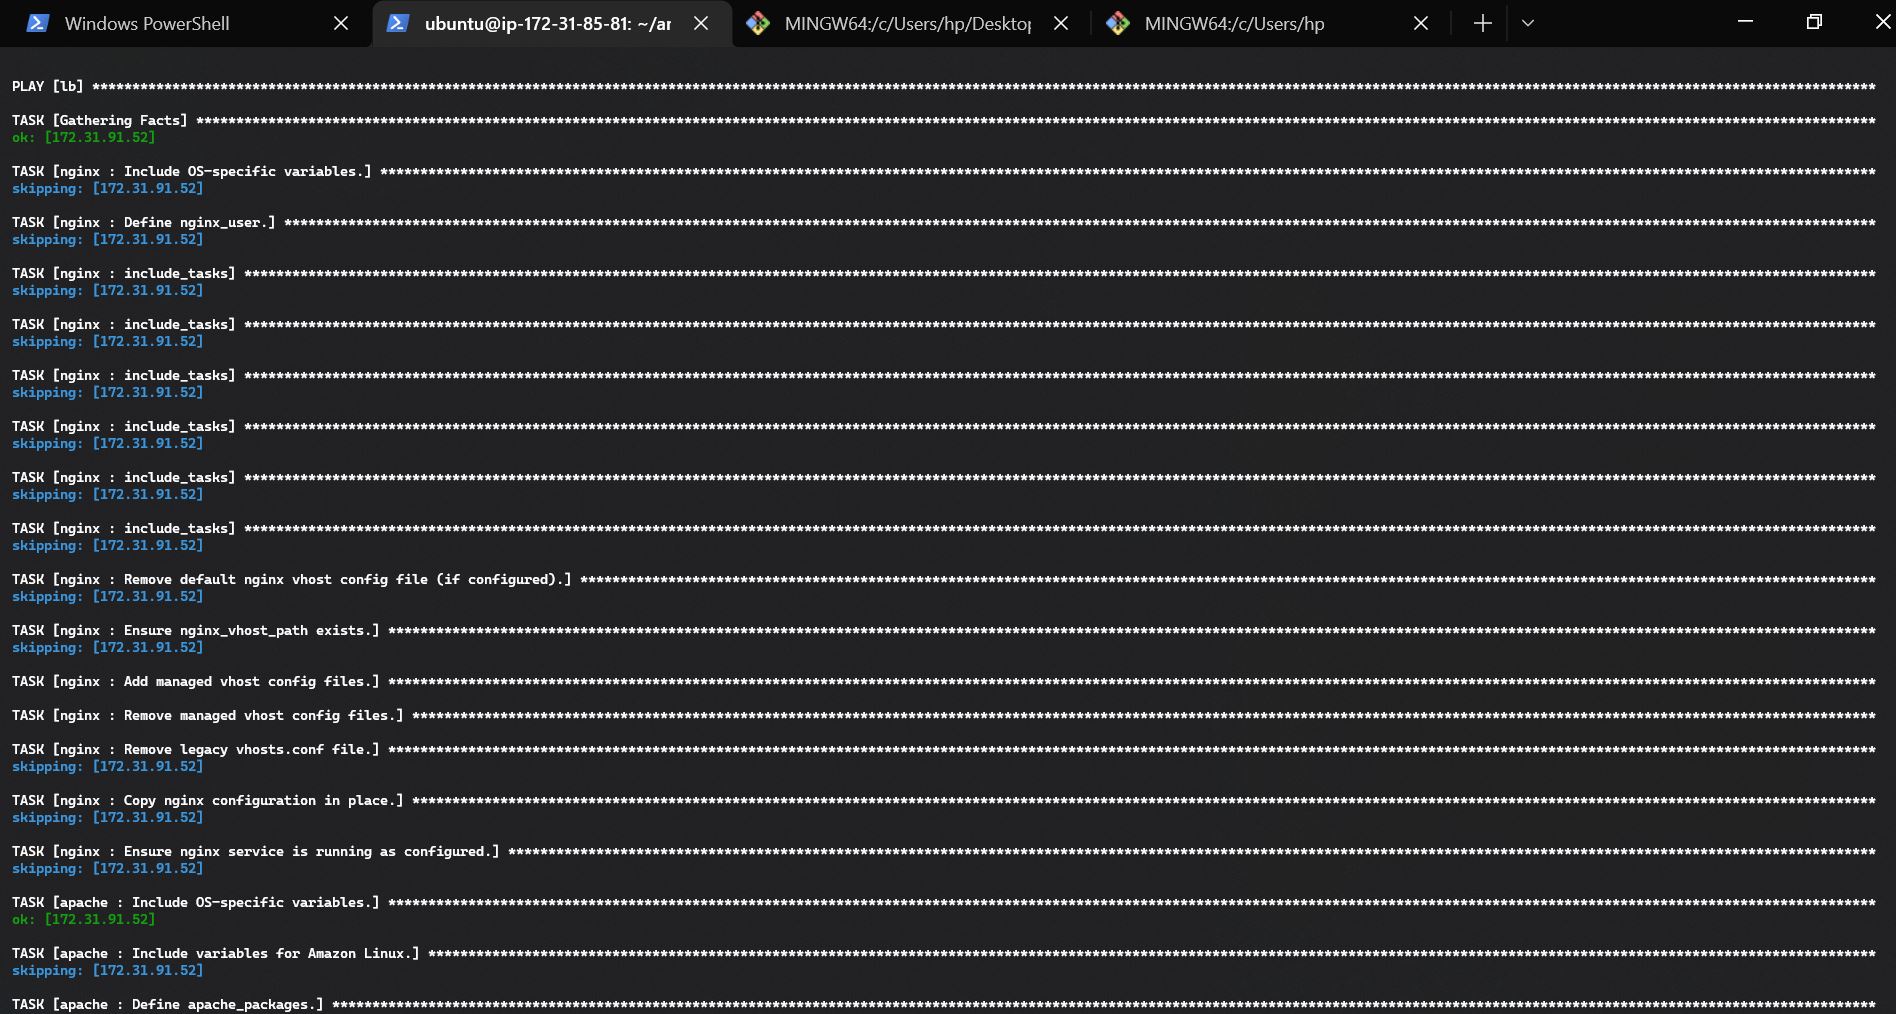 Windows PowerShell
ubuntu@ip-172-31-85-81: ~/ar
MINGW64:/c/Users/hp/Desktop
MINGW64:/c/Users/hp
PLAY [lb] ****
TASK [Gathering Facts] ****
ok: [172.31.91.52]
TASK [nginx : Include OS-specific variables.] ****
skipping: [172.31.91.52]
TASK [nginx : Define nginx_user.] ****
skipping: [172.31.91.52]
TASK [nginx : include_tasks] ****
skipping: [172.31.91.52]
TASK [nginx : include_tasks] ****
skipping: [172.31.91.52]
TASK [nginx : include_tasks] ****
skipping: [172.31.91.52]
TASK [nginx : include_tasks] ****
skipping: [172.31.91.52]
TASK [nginx : include_tasks] ****
skipping: [172.31.91.52]
TASK [nginx : include_tasks] ****
skipping: [172.31.91.52]
TASK [nginx : Remove default nginx vhost config file (if configured).] ****
skipping: [172.31.91.52]
TASK [nginx : Ensure nginx_vhost_path exists.] ****
skipping: [172.31.91.52]
TASK [nginx : Add managed vhost config files.] ****
TASK [nginx : Remove managed vhost config files.] ****
TASK [nginx : Remove legacy vhosts.conf file.] ****
skipping: [172.31.91.52]
TASK [nginx : Copy nginx configuration in place.] ****
skipping: [172.31.91.52]
TASK [nginx : Ensure nginx service is running as configured.] ****
skipping: [172.31.91.52]
TASK [apache : Include OS-specific variables.] ****
ok: [172.31.91.52]
TASK [apache : Include variables for Amazon Linux.] ****
skipping: [172.31.91.52]
TASK [apache : Define apache_packages.] ****